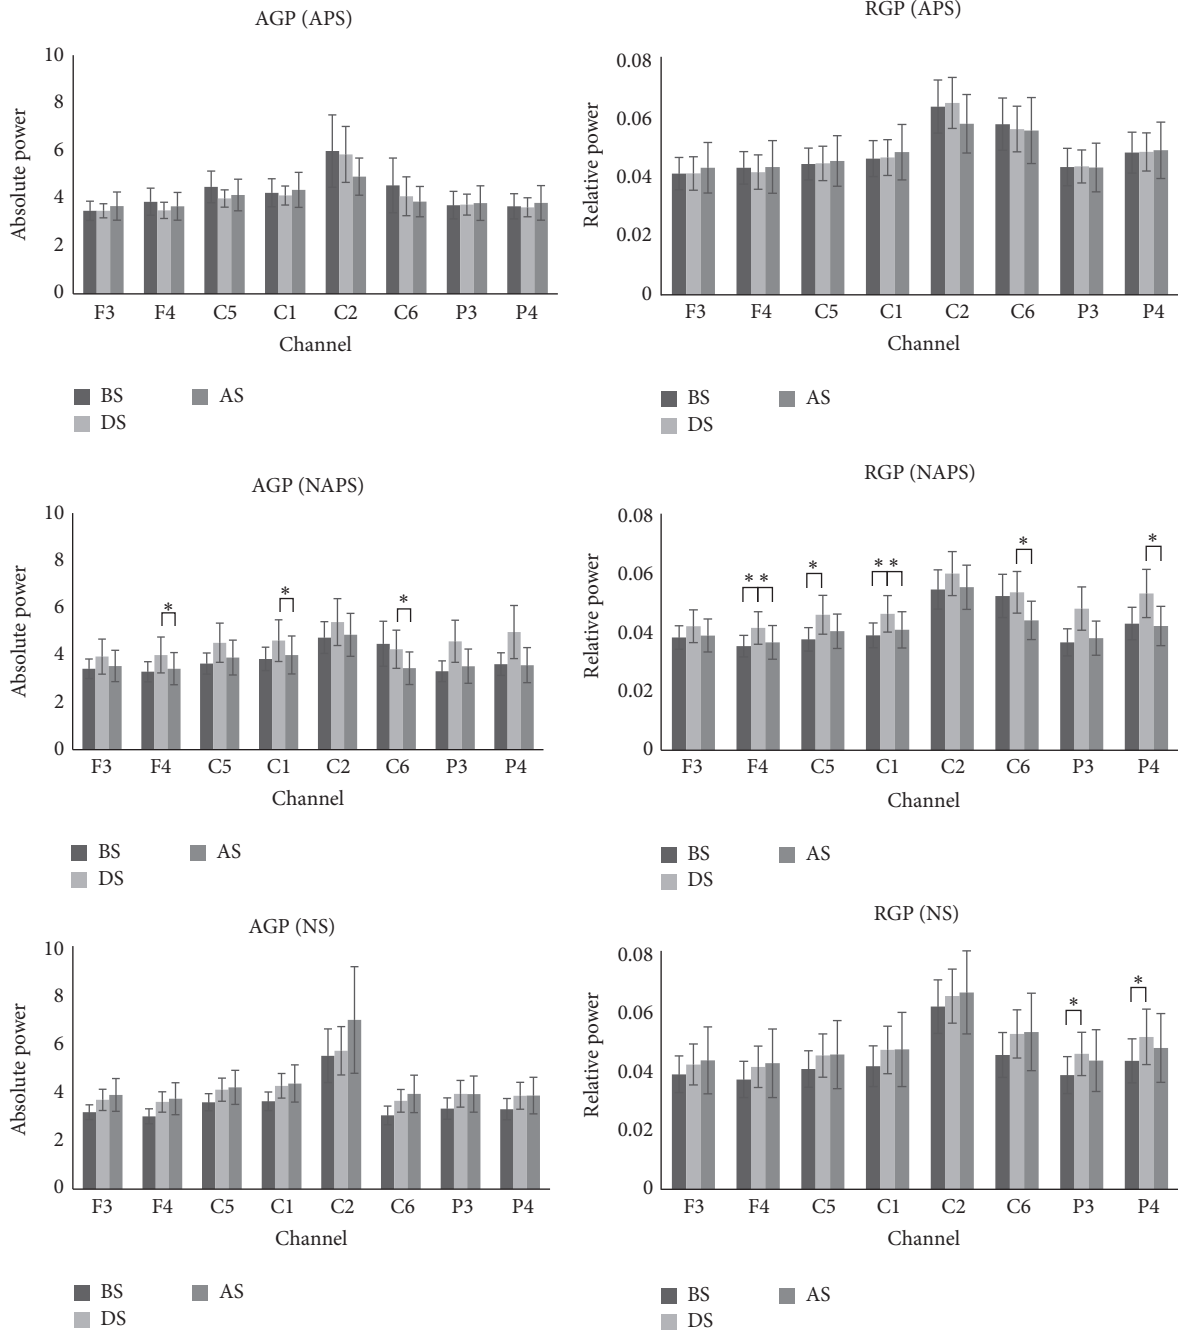 AGP (APS)
10
8
6
4
2
0
Absolute power
F3 F4 C5 C1 C2 C6 P3 P4
Channel
BS AS
DS
RGP (APS)
0.08
0.06
0.04
0.02
0
Relative power
F3 F4 C5 C1 C2 C6 P3 P4
Channel
BS AS
DS
AGP (NAPS)
10
8
6
4
2
0
Absolute power
* * *
F3 F4 C5 C1 C2 C6 P3 P4
Channel
BS AS
DS
RGP (NAPS)
0.08
0.06
0.04
0.02
0
Relative power
* * * * * * *
F3 F4 C5 C1 C2 C6 P3 P4
Channel
BS AS
DS
AGP (NS)
10
8
6
4
2
0
Absolute power
F3 F4 C5 C1 C2 C6 P3 P4
Channel
BS AS
DS
RGP (NS)
0.08
0.06
0.04
0.02
0
Relative power
* *
F3 F4 C5 C1 C2 C6 P3 P4
Channel
BS AS
DS